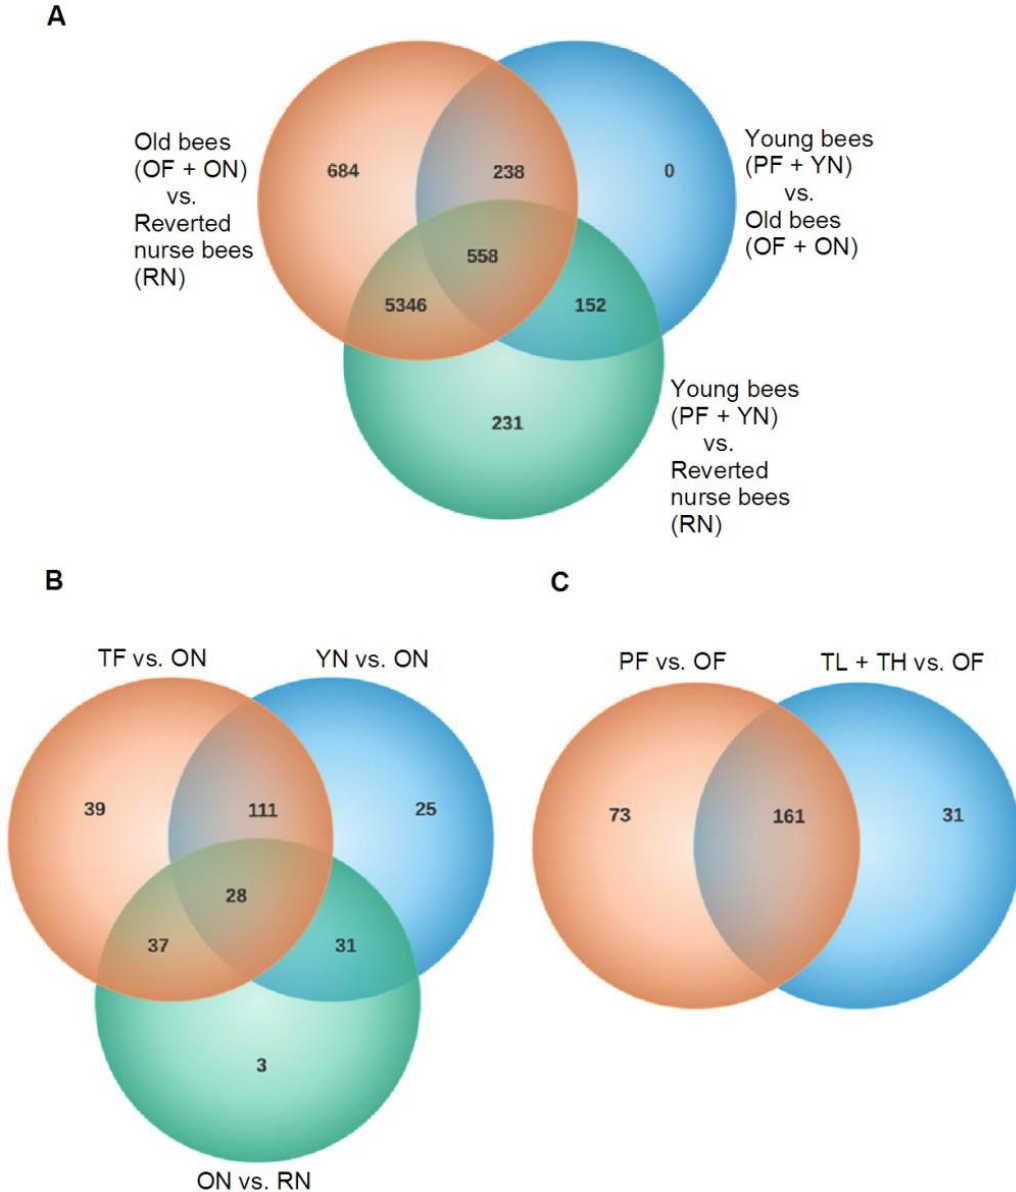 A
Old bees
(OF + ON)
vs.
Reverted
nurse bees
(RN)
684
238
0
Young bees
(PF + YN)
vs.
Old bees
(OF + ON)
558
5346
152
231
Young bees
(PF + YN)
vs.
Reverted
nurse bees
(RN)
B
TF vs. ON
YN vs. ON
39
111
25
28
37
31
3
ON vs. RN
C
PF vs. OF
TL + TH vs. OF
73
161
31